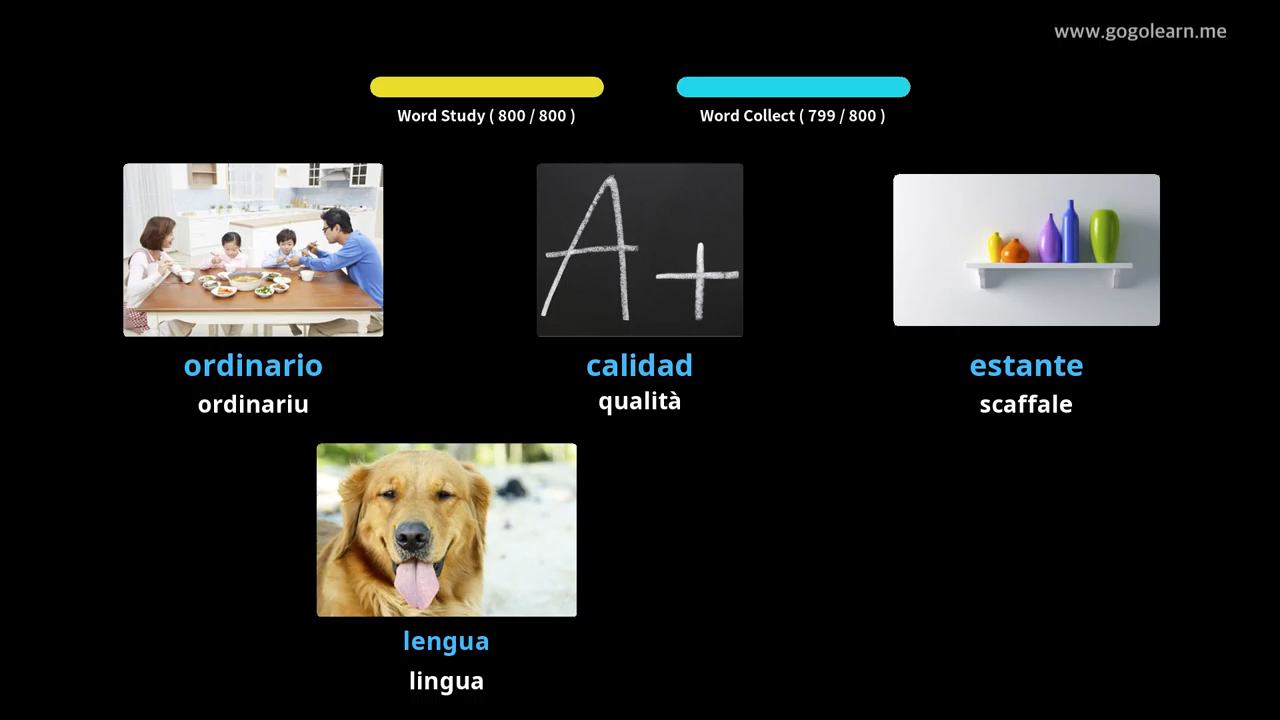 www.gogolearn.me
Word Study ( 800 / 800 )
Word Collect ( 799 / 800 )
A+
ordinario
ordinariu
calidad
qualità
estante
scaffale
lengua
lingua